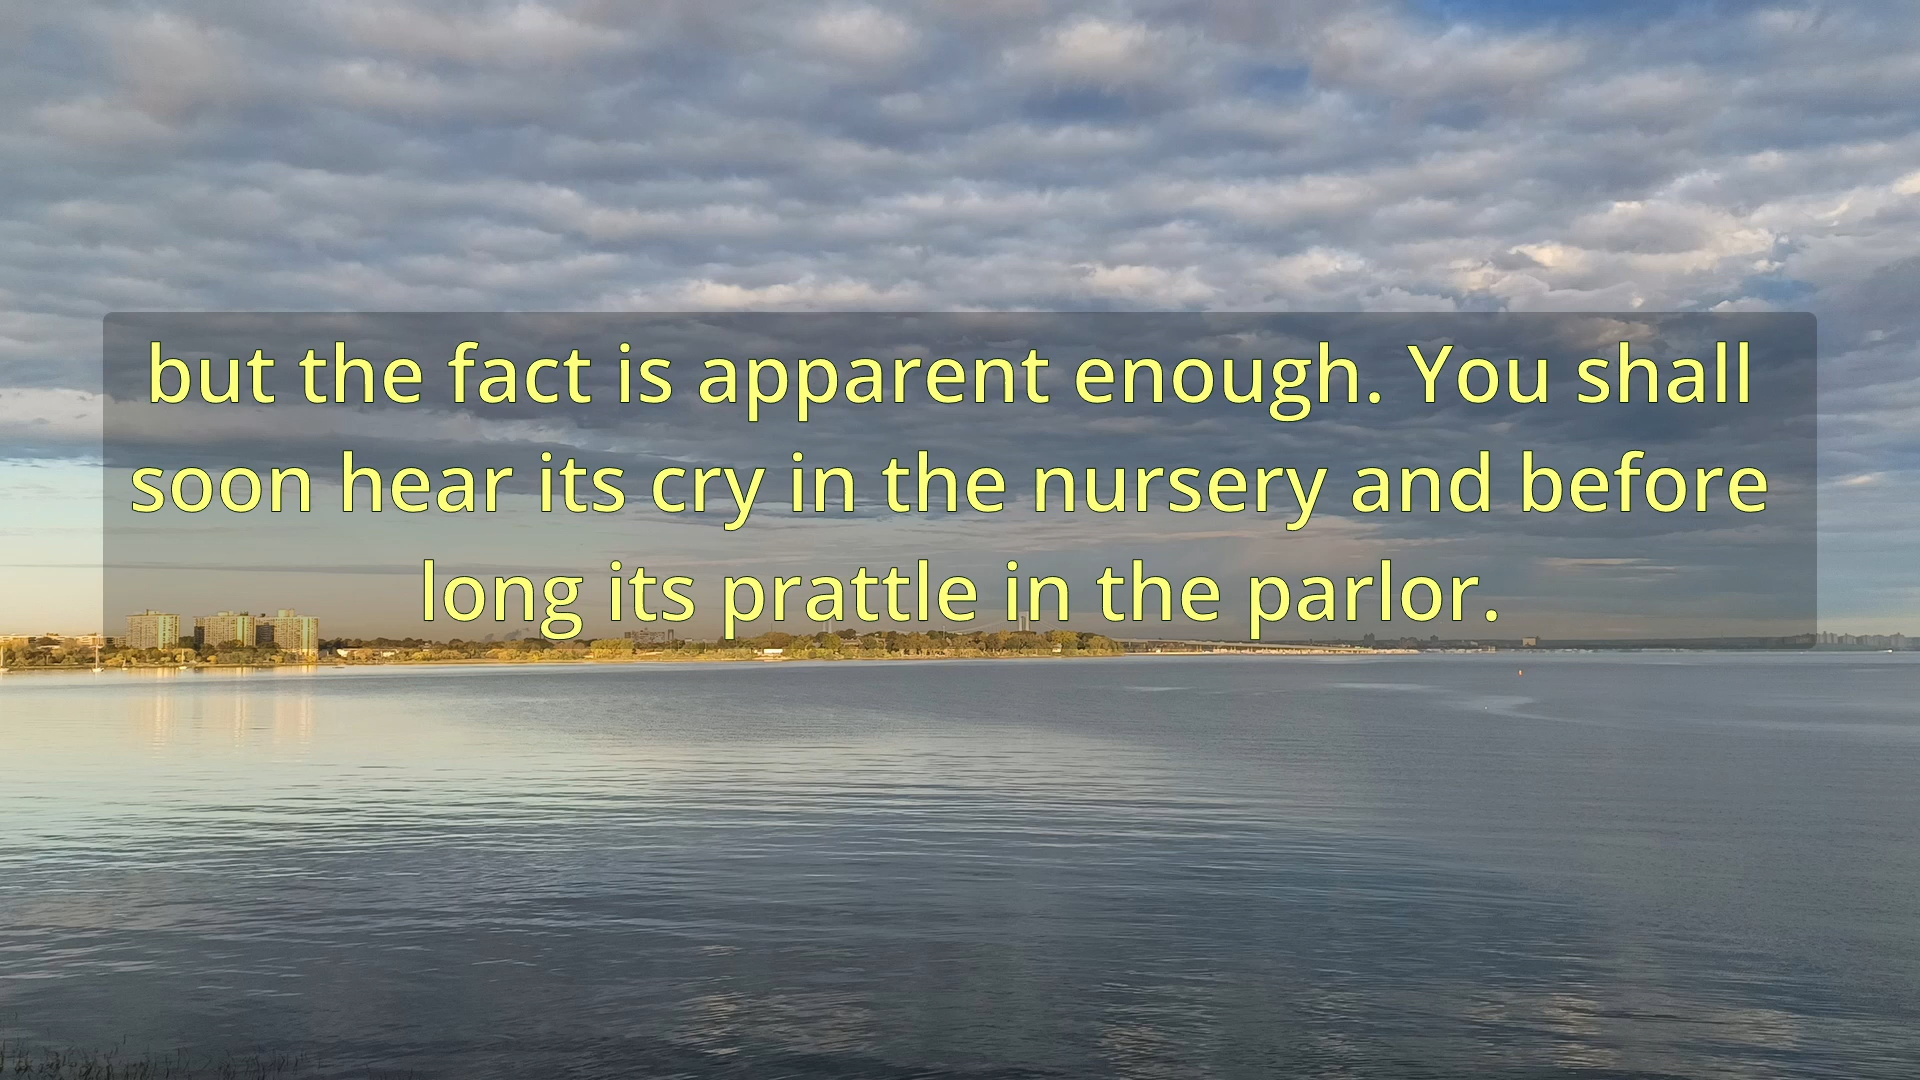 but the fact is apparent enough. You shall
soon hear its cry in the nursery and before
long its prattle in the parlor.